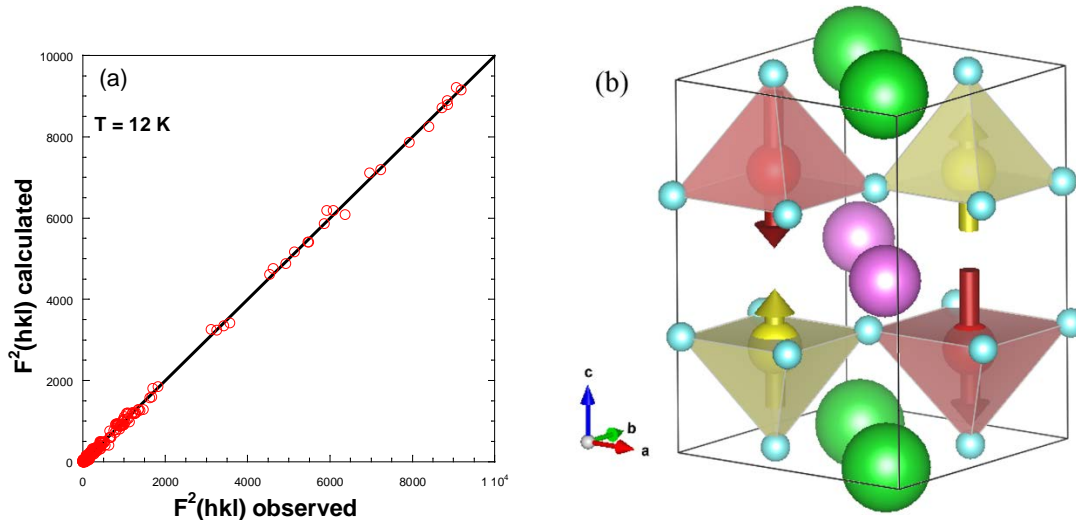 (a)
T = 12 K
10000
8000
6000
4000
2000
0
0 2000 4000 6000 8000 1 10⁴
F²(hkl) calculated
F²(hkl) observed
(b)
c
b
a